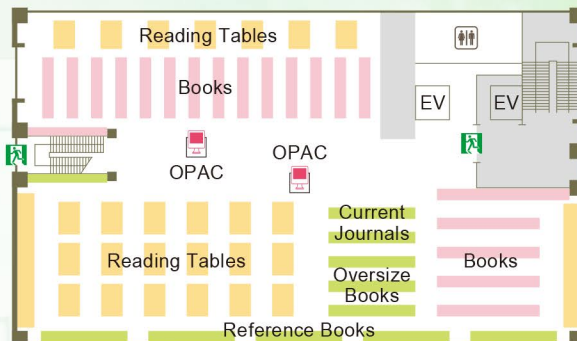 Reading Tables
Books
EV
EV
OPAC
OPAC
Current
Journals
Reading Tables
Oversize
Books
Books
Reference Books